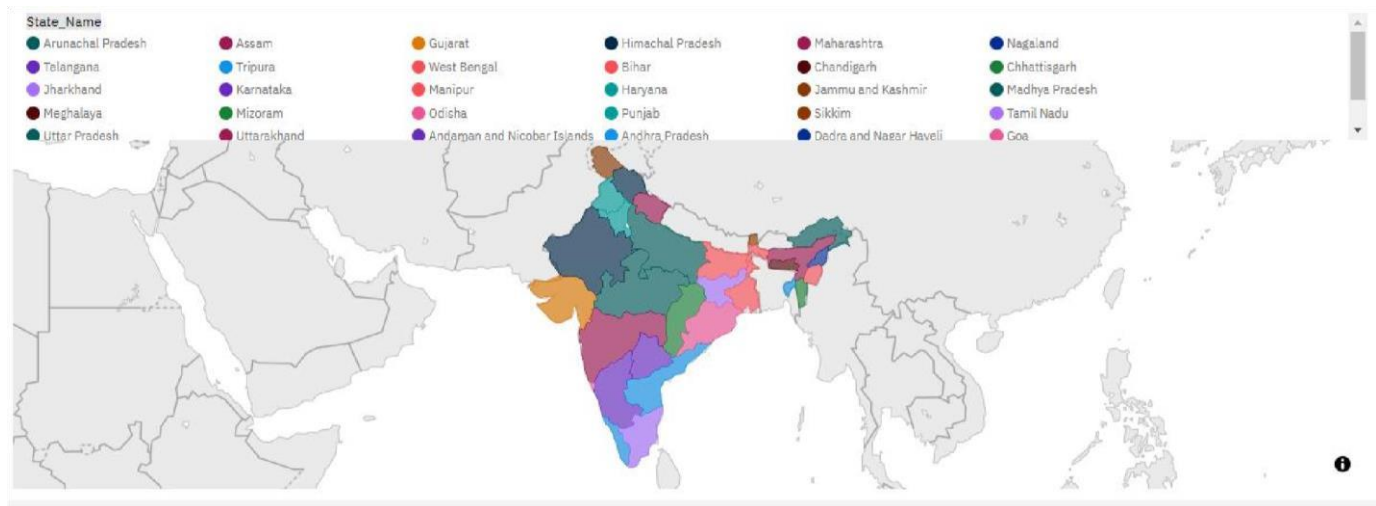 State_Name
Arunachal Pradesh Assam Gujarat Himachal Pradesh Maharashtra Nagaland
Telangana Tripura West Bengal Bihar Chandigarh Chhattisgarh
Jharkhand Karnataka Manipur Haryana Jammu and Kashmir Madhya Pradesh
Meghalaya Mizoram Odisha Punjab Sikkim Tamil Nadu
Uttar Pradesh Uttarakhand Andaman and Nicobar Islands Andhra Pradesh Dadra and Nagar Haveli Goa